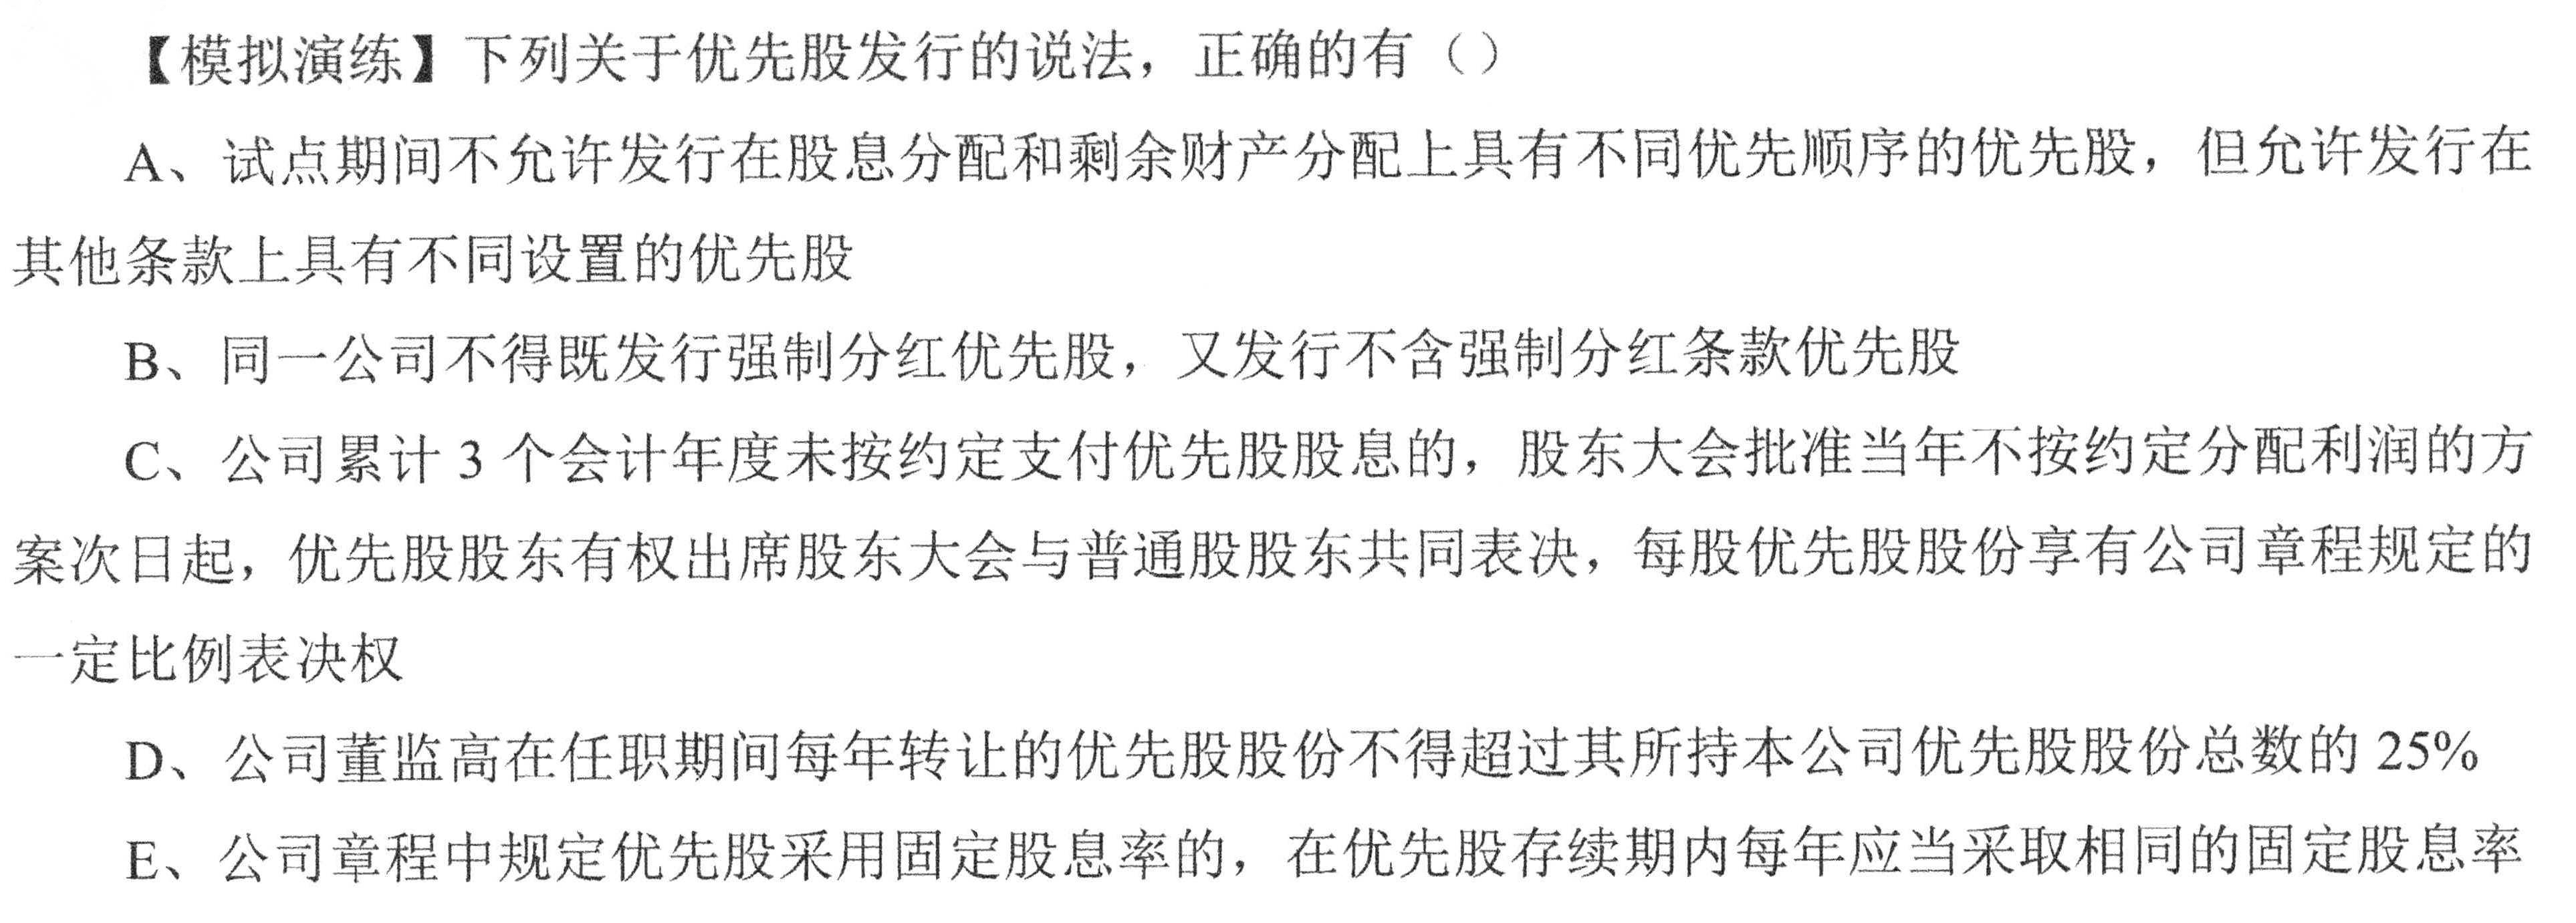 【模拟演练】下列关于优先股发行的说法，正确的有（）
A、试点期间不允许发行在股息分配和剩余财产分配上具有不同优先顺序的优先股，但允许发行在
其他条款上具有不同设置的优先股
B、同一公司不得既发行强制分红优先股，又发行不含强制分红条款优先股
C、公司累计 3 个会计年度未按约定支付优先股股息的，股东大会批准当年不按约定分配利润的方
案次日起，优先股股东有权出席股东大会与普通股股东共同表决，每股优先股股份享有公司章程规定的
一定比例表决权
D、公司董监高在任职期间每年转让的优先股股份不得超过其所持本公司优先股股份总数的 25%
E、公司章程中规定优先股采用固定股息率的，在优先股存续期内每年应当采取相同的固定股息率